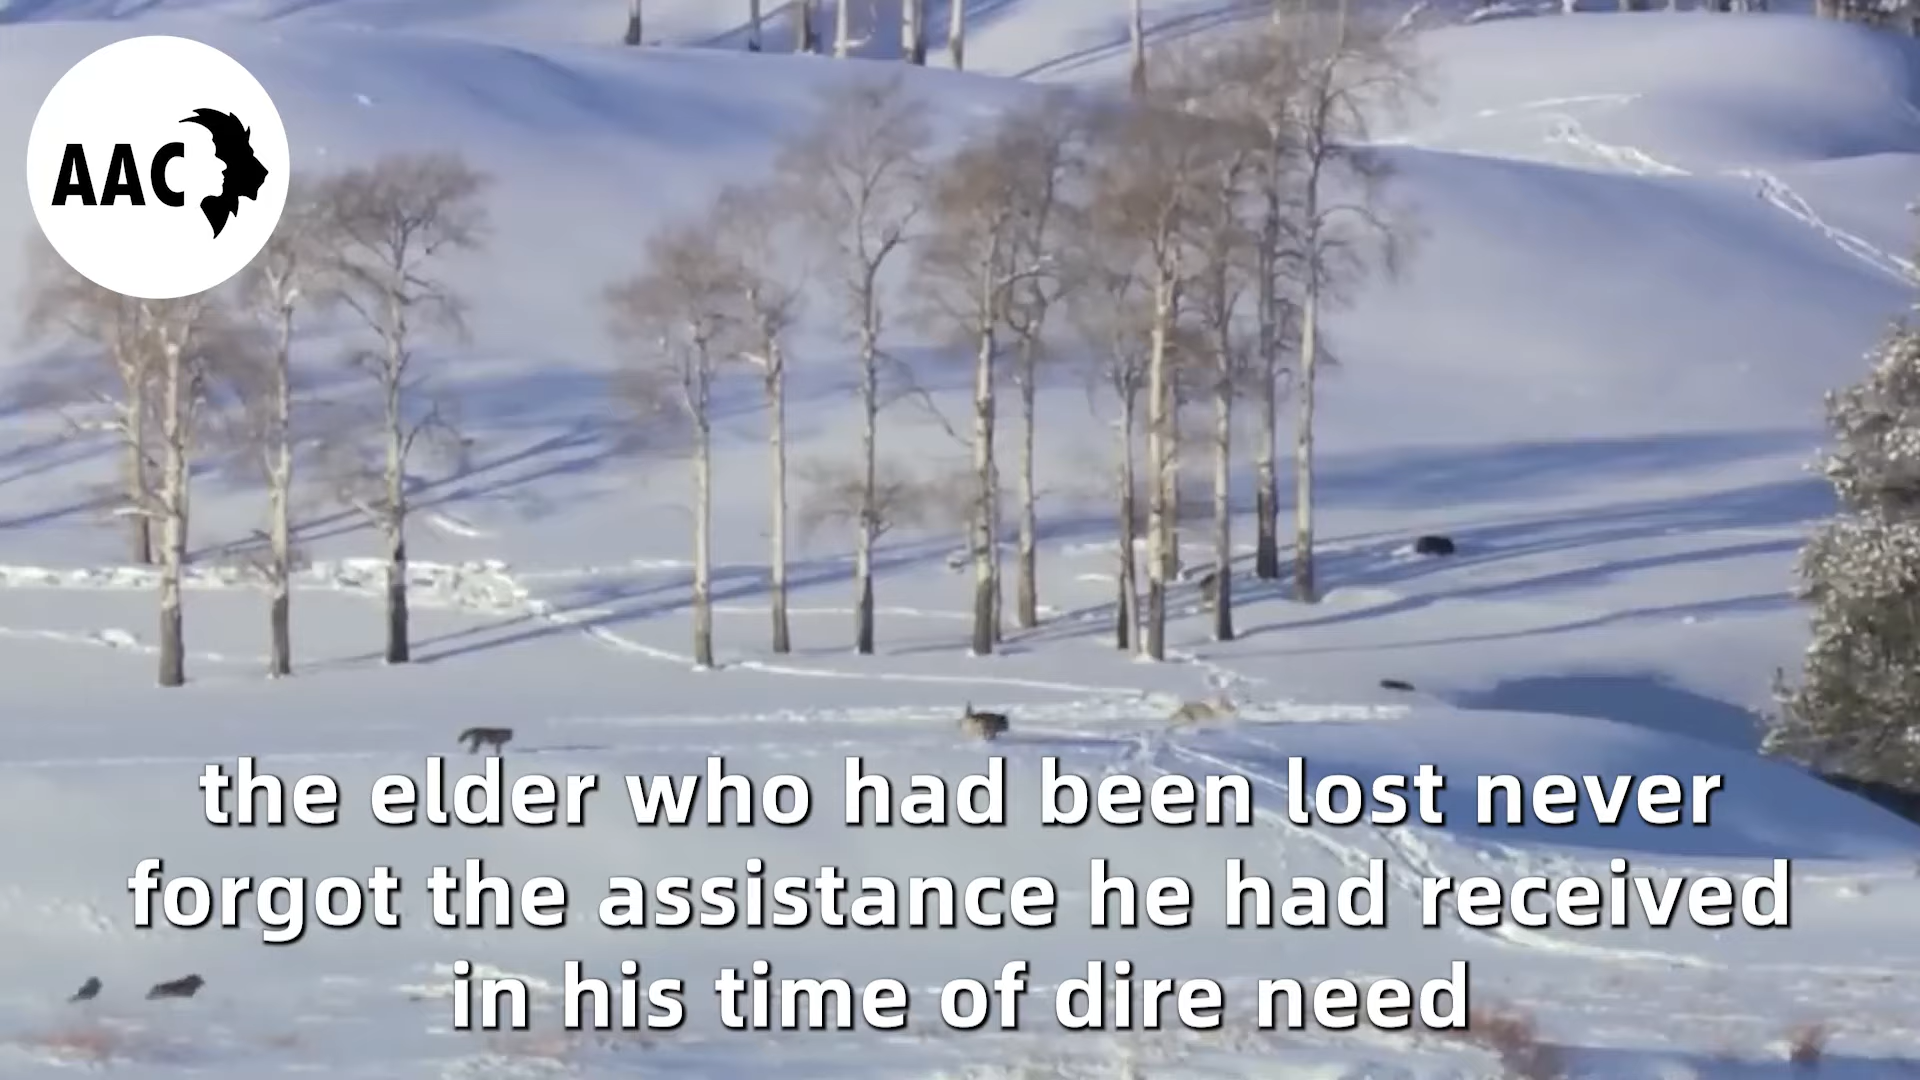 AAC
the elder who had been lost never
forgot the assistance he had received
in his time of dire need